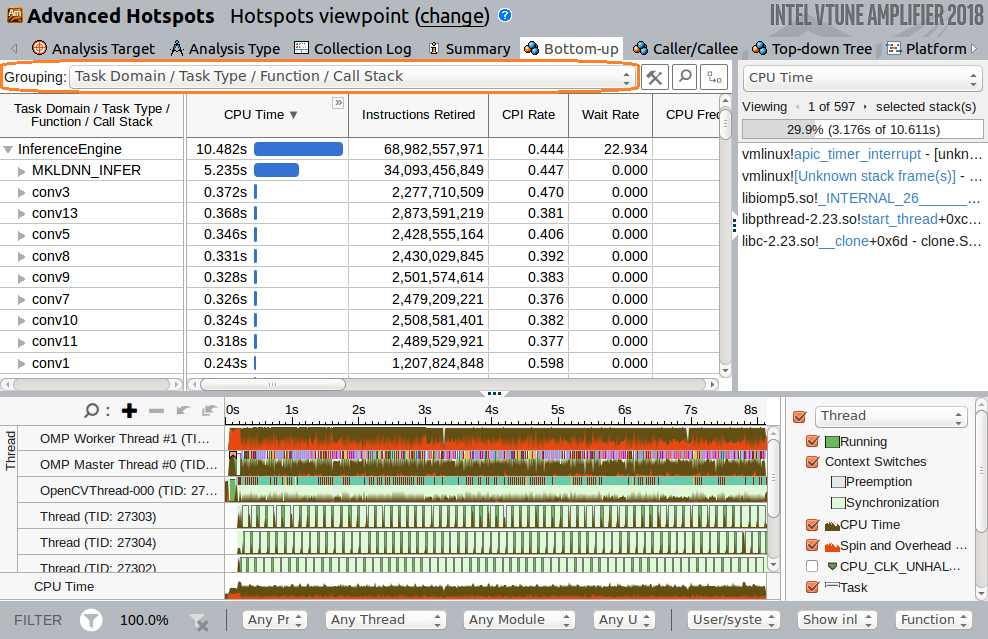 Advanced Hotspots Hotspots viewpoint (change) ?
INTEL VTUNE AMPLIFIER 2018
Analysis Target Analysis Type Collection Log Summary Bottom-up Caller/Callee Top-down Tree Platform
Grouping: Task Domain / Task Type / Function / Call Stack
CPU Time
Task Domain / Task Type /
Function / Call Stack
CPU Time Instructions Retired CPI Rate Wait Rate CPU Freq
Viewing 1 of 597 selected stack(s)
29.9% (3.176s of 10.611s)
InferenceEngine 10.482s 68,982,557,971 0.444 22.934
MKLDNN_INFER 5.235s 34,093,456,849 0.447 0.000
conv3 0.372s 2,277,710,509 0.470 0.000
conv13 0.368s 2,873,591,219 0.381 0.000
conv5 0.346s 2,428,555,164 0.406 0.000
conv8 0.331s 2,430,029,845 0.392 0.000
conv9 0.328s 2,501,574,614 0.383 0.000
conv7 0.326s 2,479,209,221 0.376 0.000
conv10 0.324s 2,508,581,401 0.382 0.000
conv11 0.318s 2,489,529,921 0.377 0.000
conv1 0.243s 1,207,824,848 0.598 0.000
vmlinux!apic_timer_interrupt - [unkn...
vmlinux![Unknown stack frame(s)] - ...
libiomp5.so!_INTERNAL_26______...
libpthread-2.23.so!start_thread+0xc...
libc-2.23.so!__clone+0x6d - clone.S...
0s 1s 2s 3s 4s 5s 6s 7s 8s
Thread
OMP Worker Thread #1 (TI...
OMP Master Thread #0 (TID...
OpenCVThread-000 (TID: 27...
Thread (TID: 27303)
Thread (TID: 27304)
Thread (TID: 27302)
CPU Time
Thread
Running
Context Switches
Preemption
Synchronization
CPU Time
Spin and Overhead ...
CPU_CLK_UNHAL...
Task
FILTER 100.0% Any Pr Any Thread Any Module Any U User/syste Show inl Function